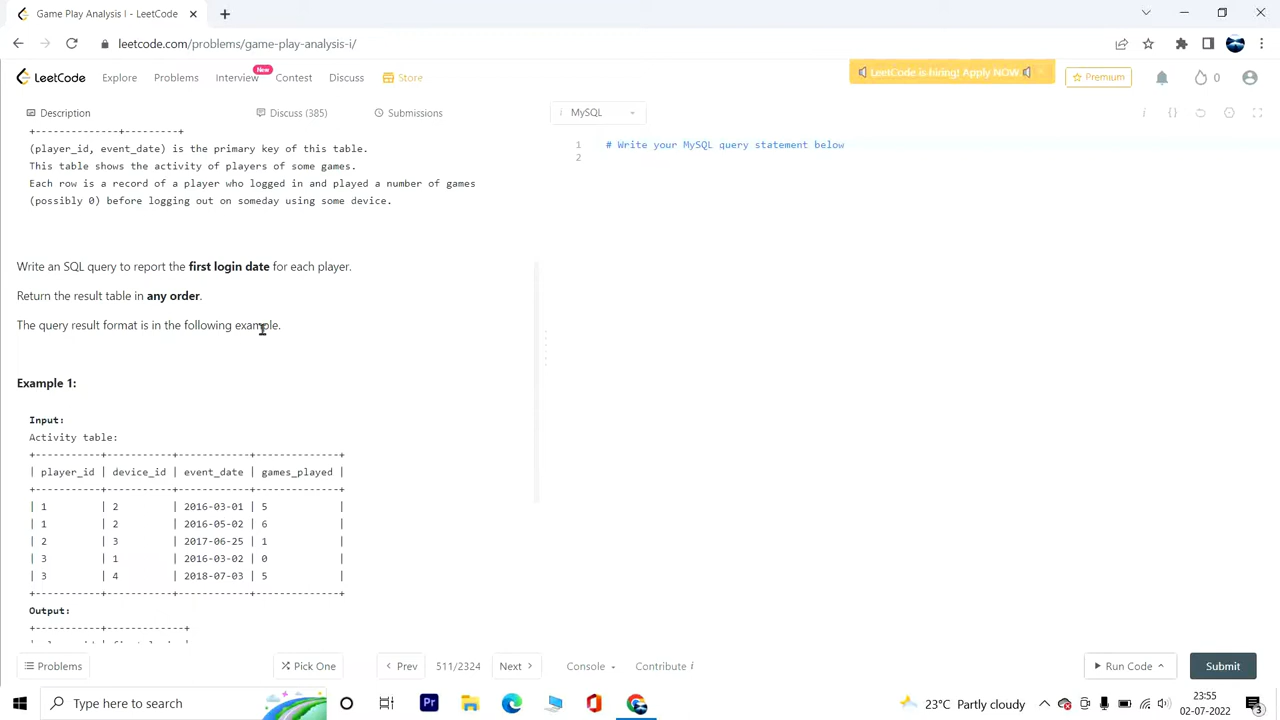 Game Play Analysis I - LeetCode
leetcode.com/problems/game-play-analysis-i/
LeetCode Explore Problems Interview New Contest Discuss Store
LeetCode is hiring! Apply NOW.
Premium 0
Description Discuss (385) Submissions
i MySQL
+-------------+---------+
(player_id, event_date) is the primary key of this table.
This table shows the activity of players of some games.
Each row is a record of a player who logged in and played a number of games
(possibly 0) before logging out on someday using some device.
Write an SQL query to report the first login date for each player.
Return the result table in any order.
The query result format is in the following example.
Example 1:
Input:
Activity table:
+-----------+-----------+------------+--------------+
| player_id | device_id | event_date | games_played |
+-----------+-----------+------------+--------------+
| 1 | 2 | 2016-03-01 | 5 |
| 1 | 2 | 2016-05-02 | 6 |
| 2 | 3 | 2017-06-25 | 1 |
| 3 | 1 | 2016-03-02 | 0 |
| 3 | 4 | 2018-07-03 | 5 |
+-----------+-----------+------------+--------------+
Output:
+-----------+-------------+
1 # Write your MySQL query statement below
2
Problems Pick One Prev 511/2324 Next Console Contribute i Run Code Submit
Type here to search
Pr
23°C Partly cloudy
23:55
02-07-2022
3